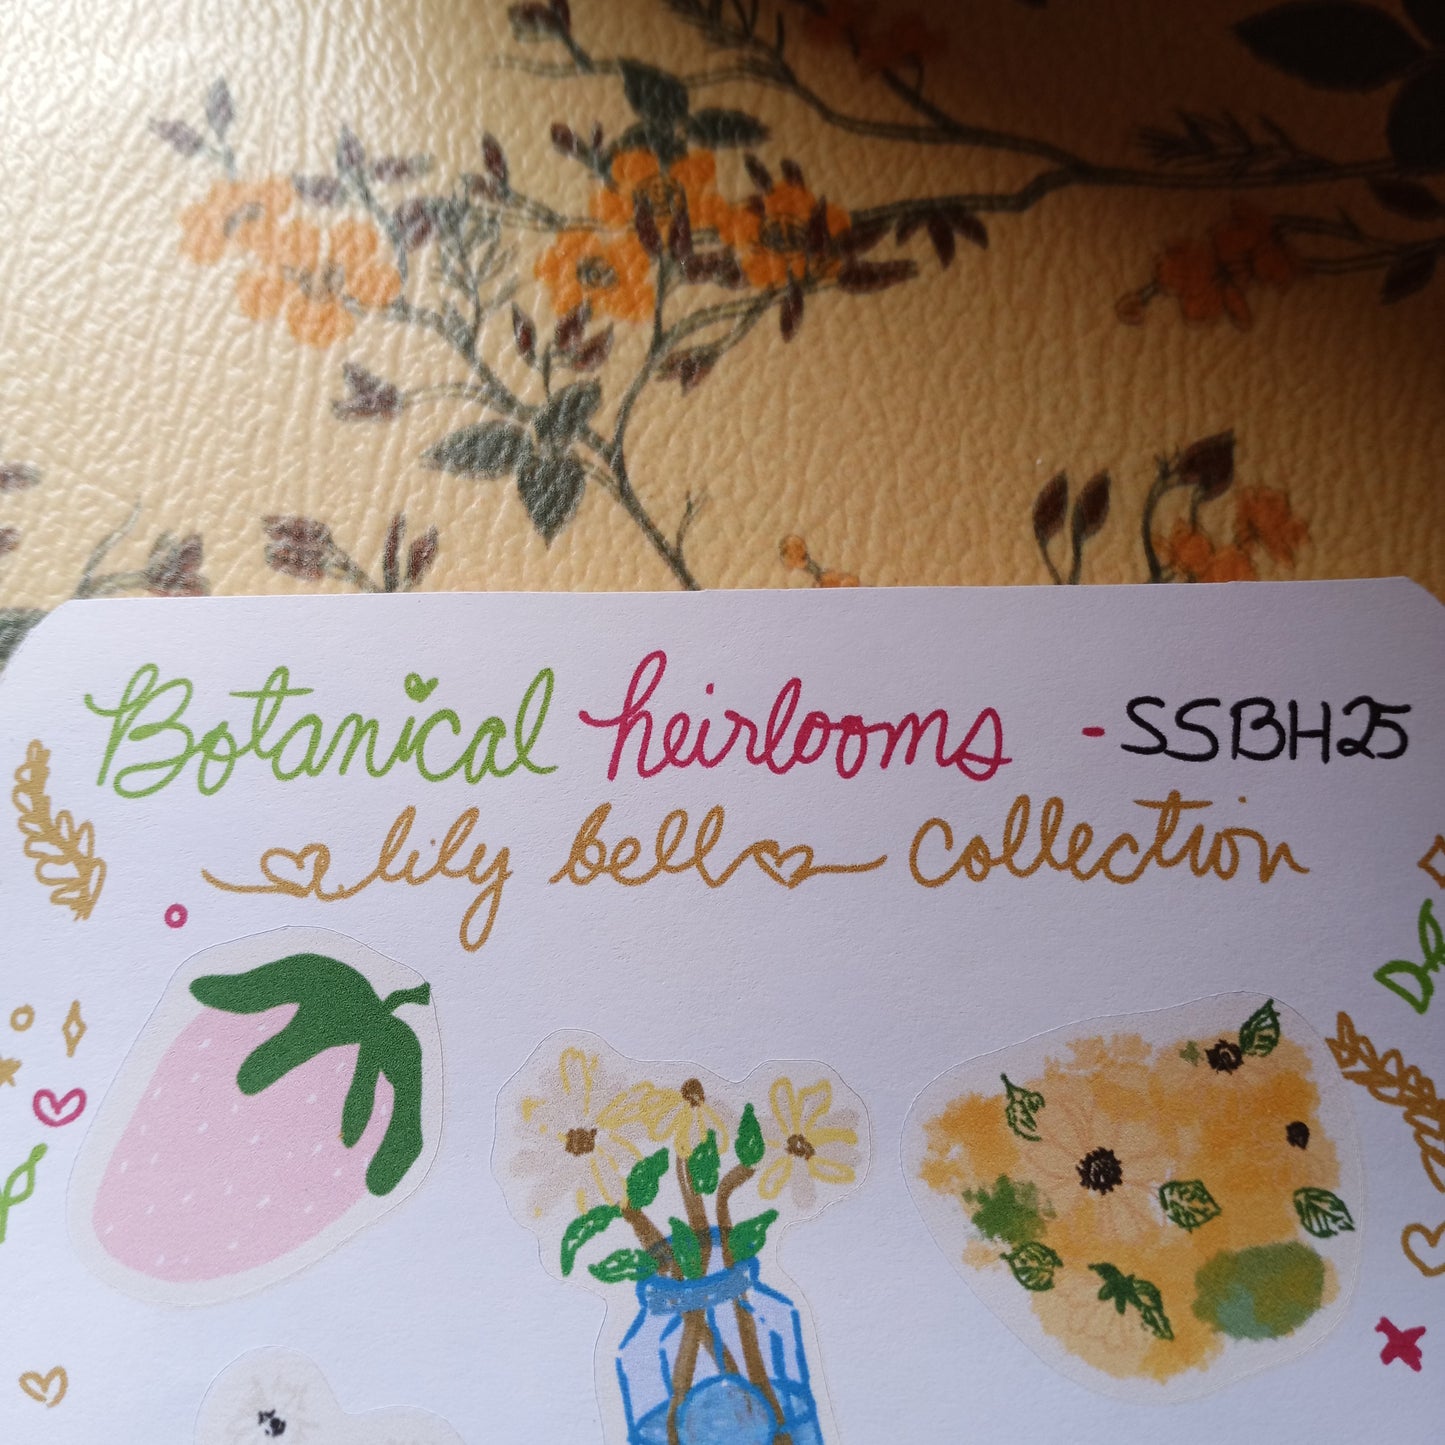 Botanical heirlooms - SSBH25
lily bell collection